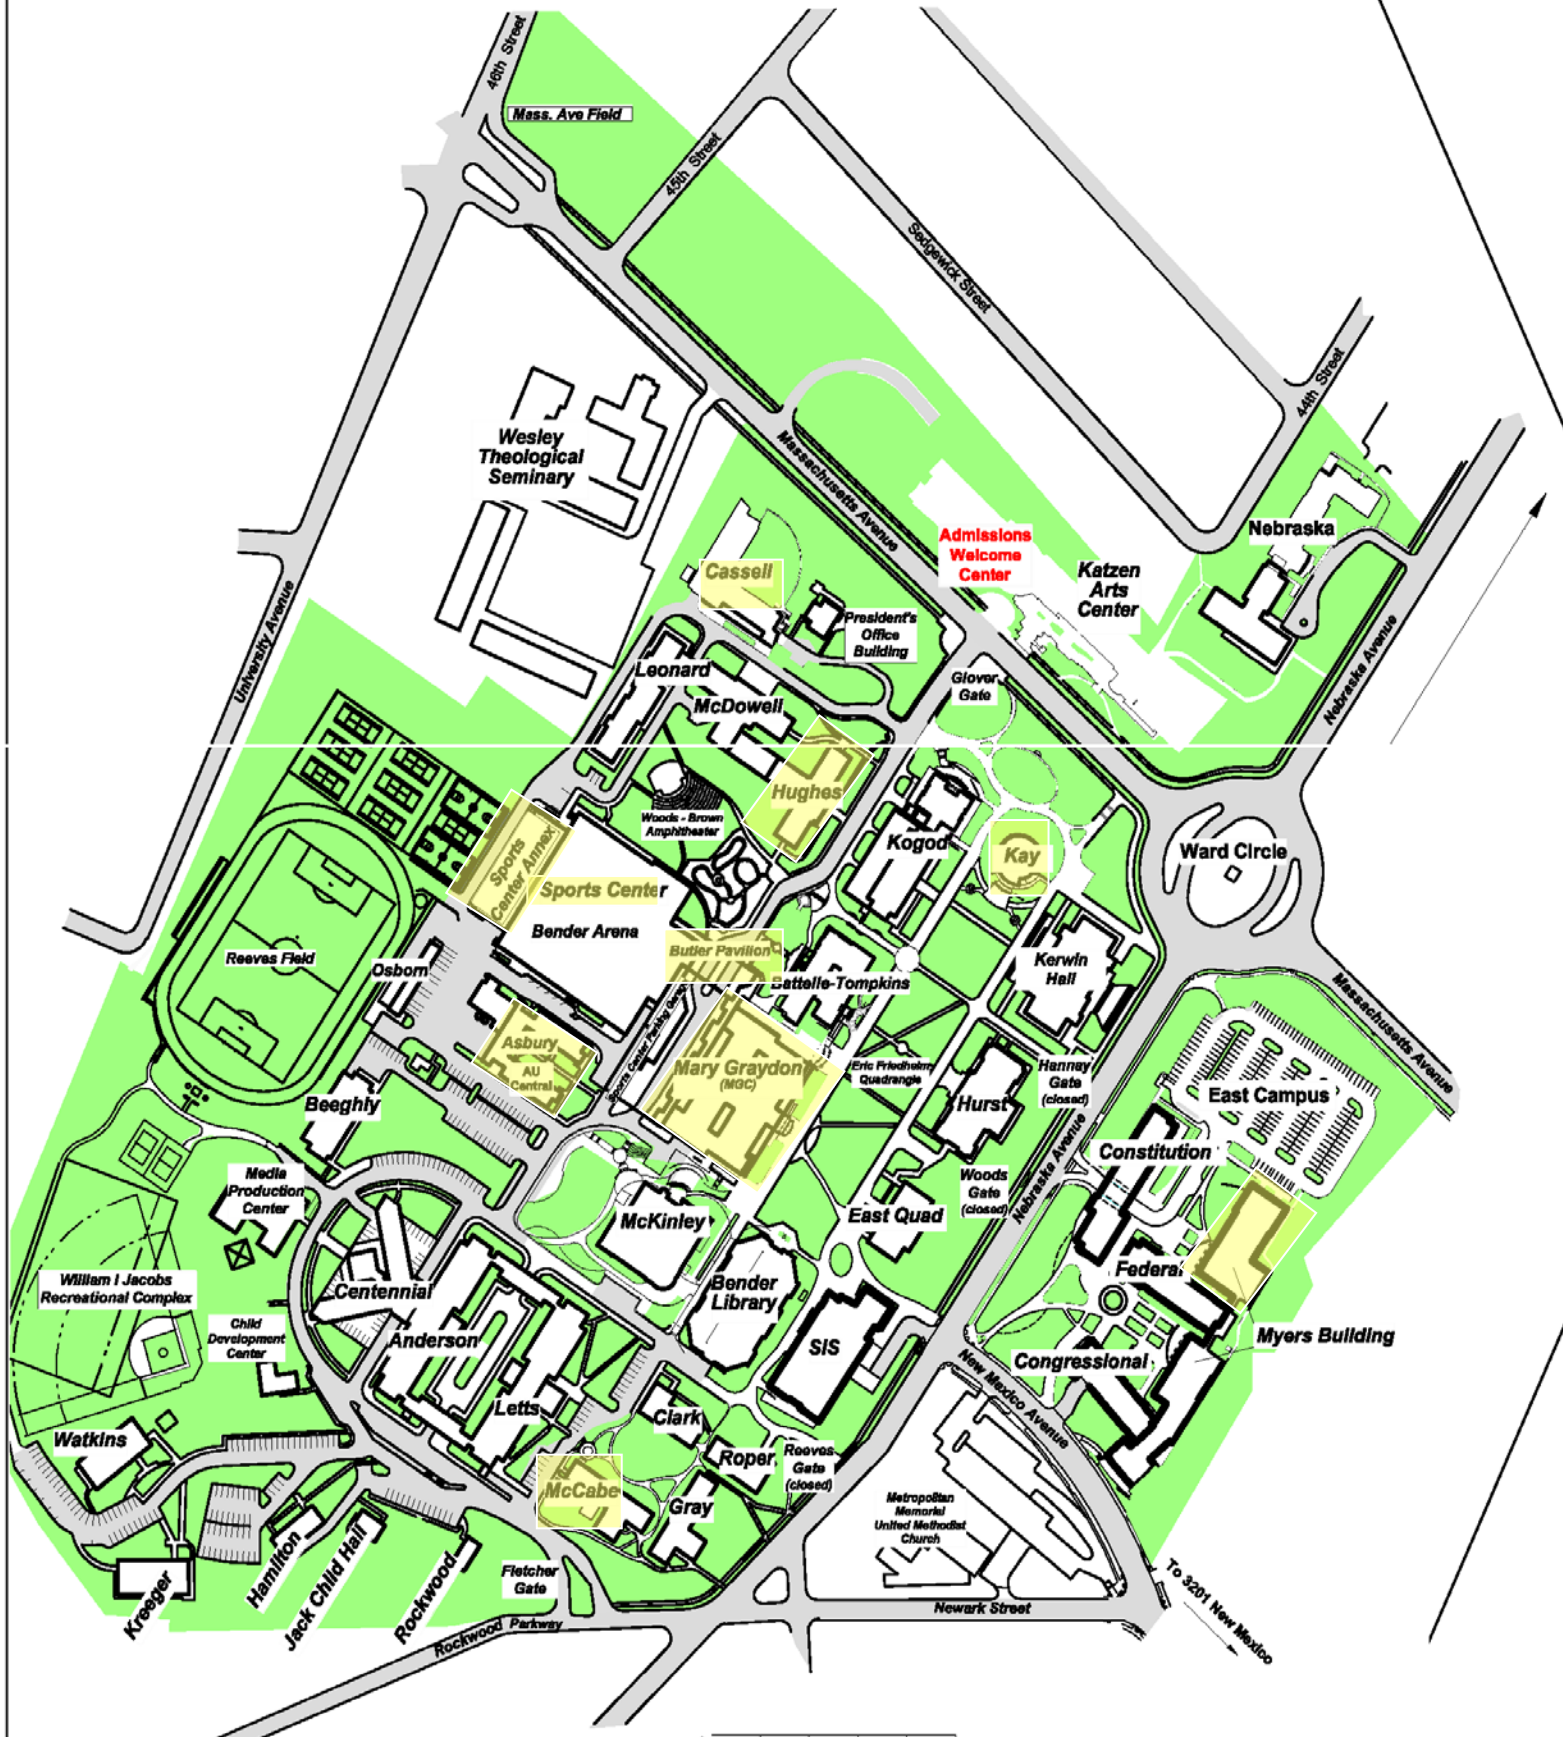 46th Street
Mass. Ave Field
45th Street
Sedgewick Street
44th Street
Wesley
Theological
Seminary
Massachusetts Avenue
Admissions
Welcome
Center
Nebraska
Katzen
Arts
Center
Cassell
President's
Office
Building
University Avenue
Nebraska Avenue
Leonard
Glover
Gate
McDowell
Hughes
Woods - Brown
Amphitheater
Kogod
Kay
Ward Circle
Sports
Center Annex
Sports Center
Bender Arena
Butler Pavilion
Reeves Field
Osborn
Battelle-Tompkins
Kerwin
Hall
Massachusetts Avenue
Sports Center Parking Garage
Asbury
AU
Central
Mary Graydon
(MGC)
Eric Friedheim
Quadrangle
Hannay
Gate
(closed)
East Campus
Beeghly
Hurst
Nebraska Avenue
Constitution
Media
Production
Center
Woods
Gate
(closed)
McKinley
East Quad
Federal
William I Jacobs
Recreational Complex
Centennial
Bender
Library
Child
Development
Center
Anderson
SIS
Myers Building
Congressional
New Mexico Avenue
Letts
Clark
Watkins
Roper
Reeves
Gate
(closed)
McCabe
Gray
Metropolitan
Memorial
United Methodist
Church
Hamilton
Jack Child Hall
Rockwood
Kreeger
Fletcher
Gate
To 3201 New Mexico
Newark Street
Rockwood Parkway